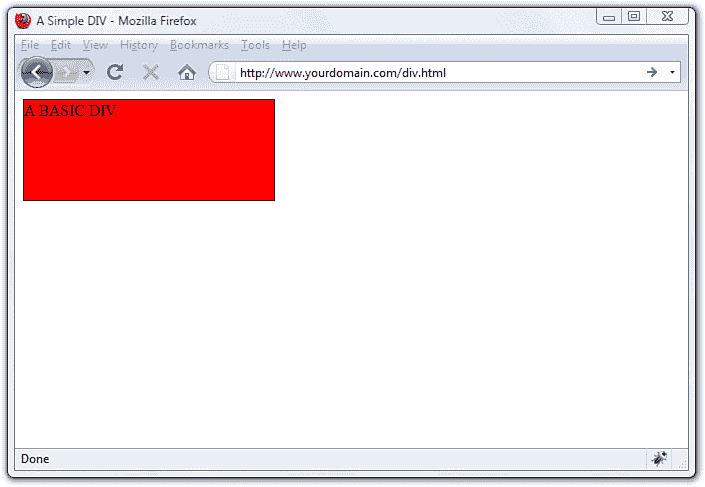 A Simple DIV - Mozilla Firefox
File Edit View History Bookmarks Tools Help
http://www.yourdomain.com/div.html
A BASIC DIV
Done